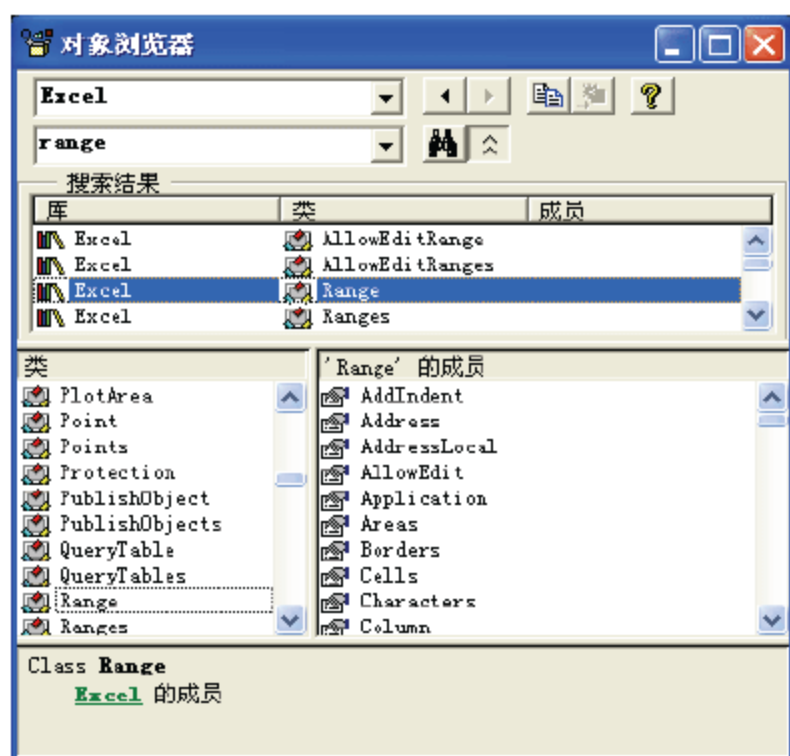 对象浏览器
Excel
range
搜索结果
库 类 成员
Excel AllowEditRange
Excel AllowEditRanges
Excel Range
Excel Ranges
类
PlotArea
Point
Points
Protection
PublishObject
PublishObjects
QueryTable
QueryTables
Range
Ranges
'Range' 的成员
AddIndent
Address
AddressLocal
AllowEdit
Application
Areas
Borders
Cells
Characters
Column
Class Range
Excel 的成员